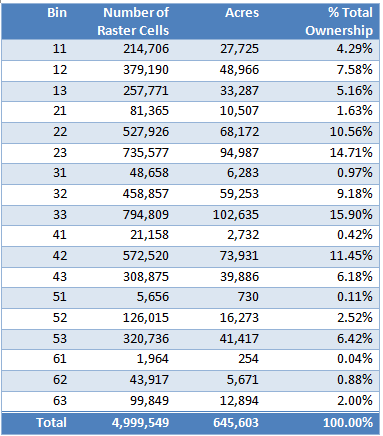 Bin Number of Raster Cells Acres % Total Ownership
11 214,706 27,725 4.29%
12 379,190 48,966 7.58%
13 257,771 33,287 5.16%
21 81,365 10,507 1.63%
22 527,926 68,172 10.56%
23 735,577 94,987 14.71%
31 48,658 6,283 0.97%
32 458,857 59,253 9.18%
33 794,809 102,635 15.90%
41 21,158 2,732 0.42%
42 572,520 73,931 11.45%
43 308,875 39,886 6.18%
51 5,656 730 0.11%
52 126,015 16,273 2.52%
53 320,736 41,417 6.42%
61 1,964 254 0.04%
62 43,917 5,671 0.88%
63 99,849 12,894 2.00%
Total 4,999,549 645,603 100.00%